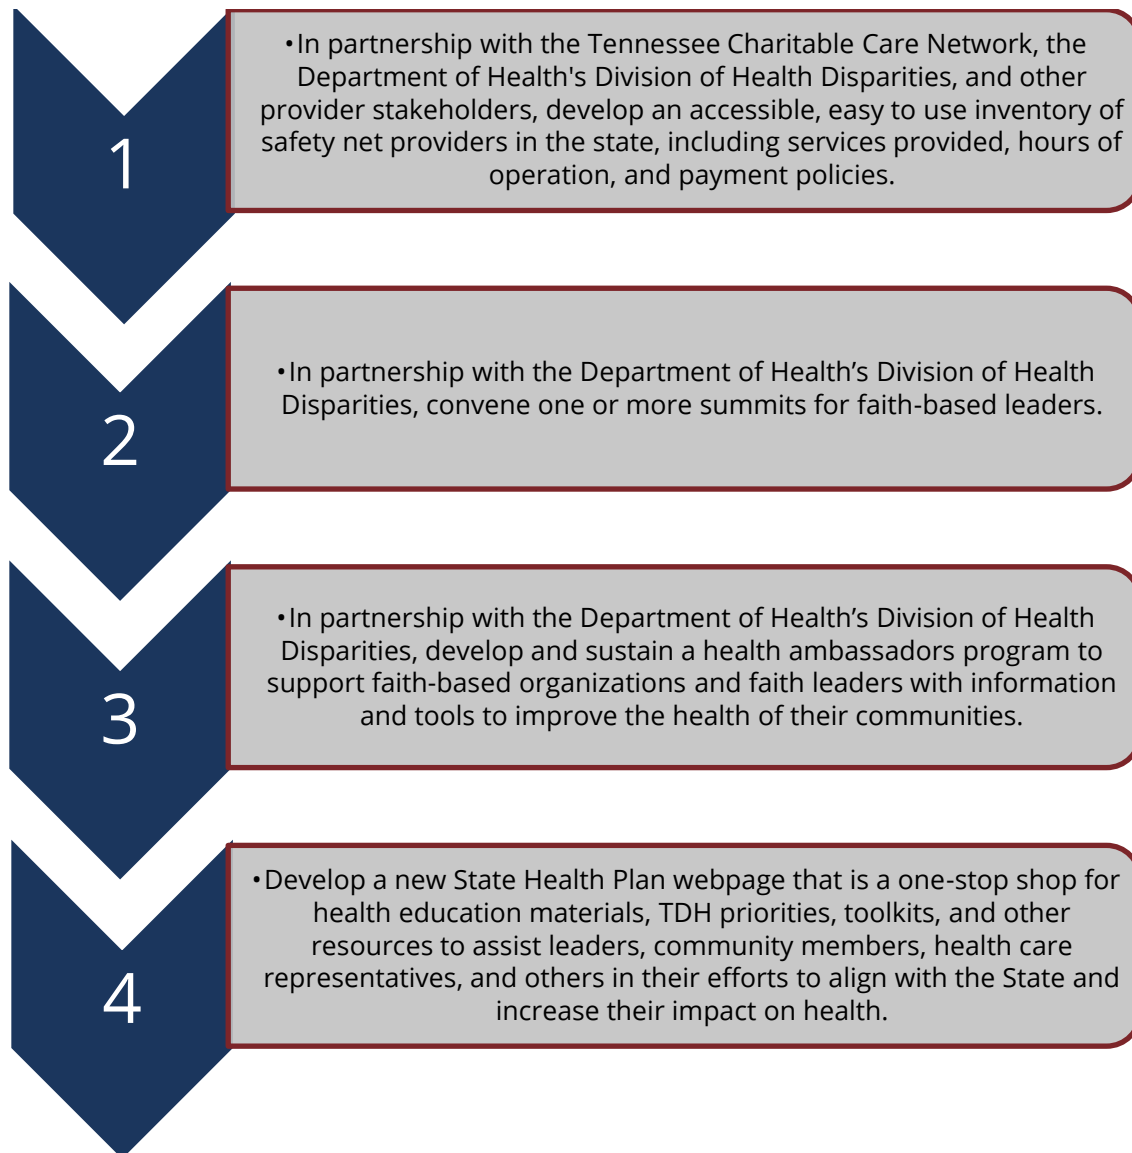 1
•In partnership with the Tennessee Charitable Care Network, the
Department of Health's Division of Health Disparities, and other
provider stakeholders, develop an accessible, easy to use inventory of
safety net providers in the state, including services provided, hours of
operation, and payment policies.
2
•In partnership with the Department of Health’s Division of Health
Disparities, convene one or more summits for faith-based leaders.
3
•In partnership with the Department of Health’s Division of Health
Disparities, develop and sustain a health ambassadors program to
support faith-based organizations and faith leaders with information
and tools to improve the health of their communities.
4
•Develop a new State Health Plan webpage that is a one-stop shop for
health education materials, TDH priorities, toolkits, and other
resources to assist leaders, community members, health care
representatives, and others in their efforts to align with the State and
increase their impact on health.